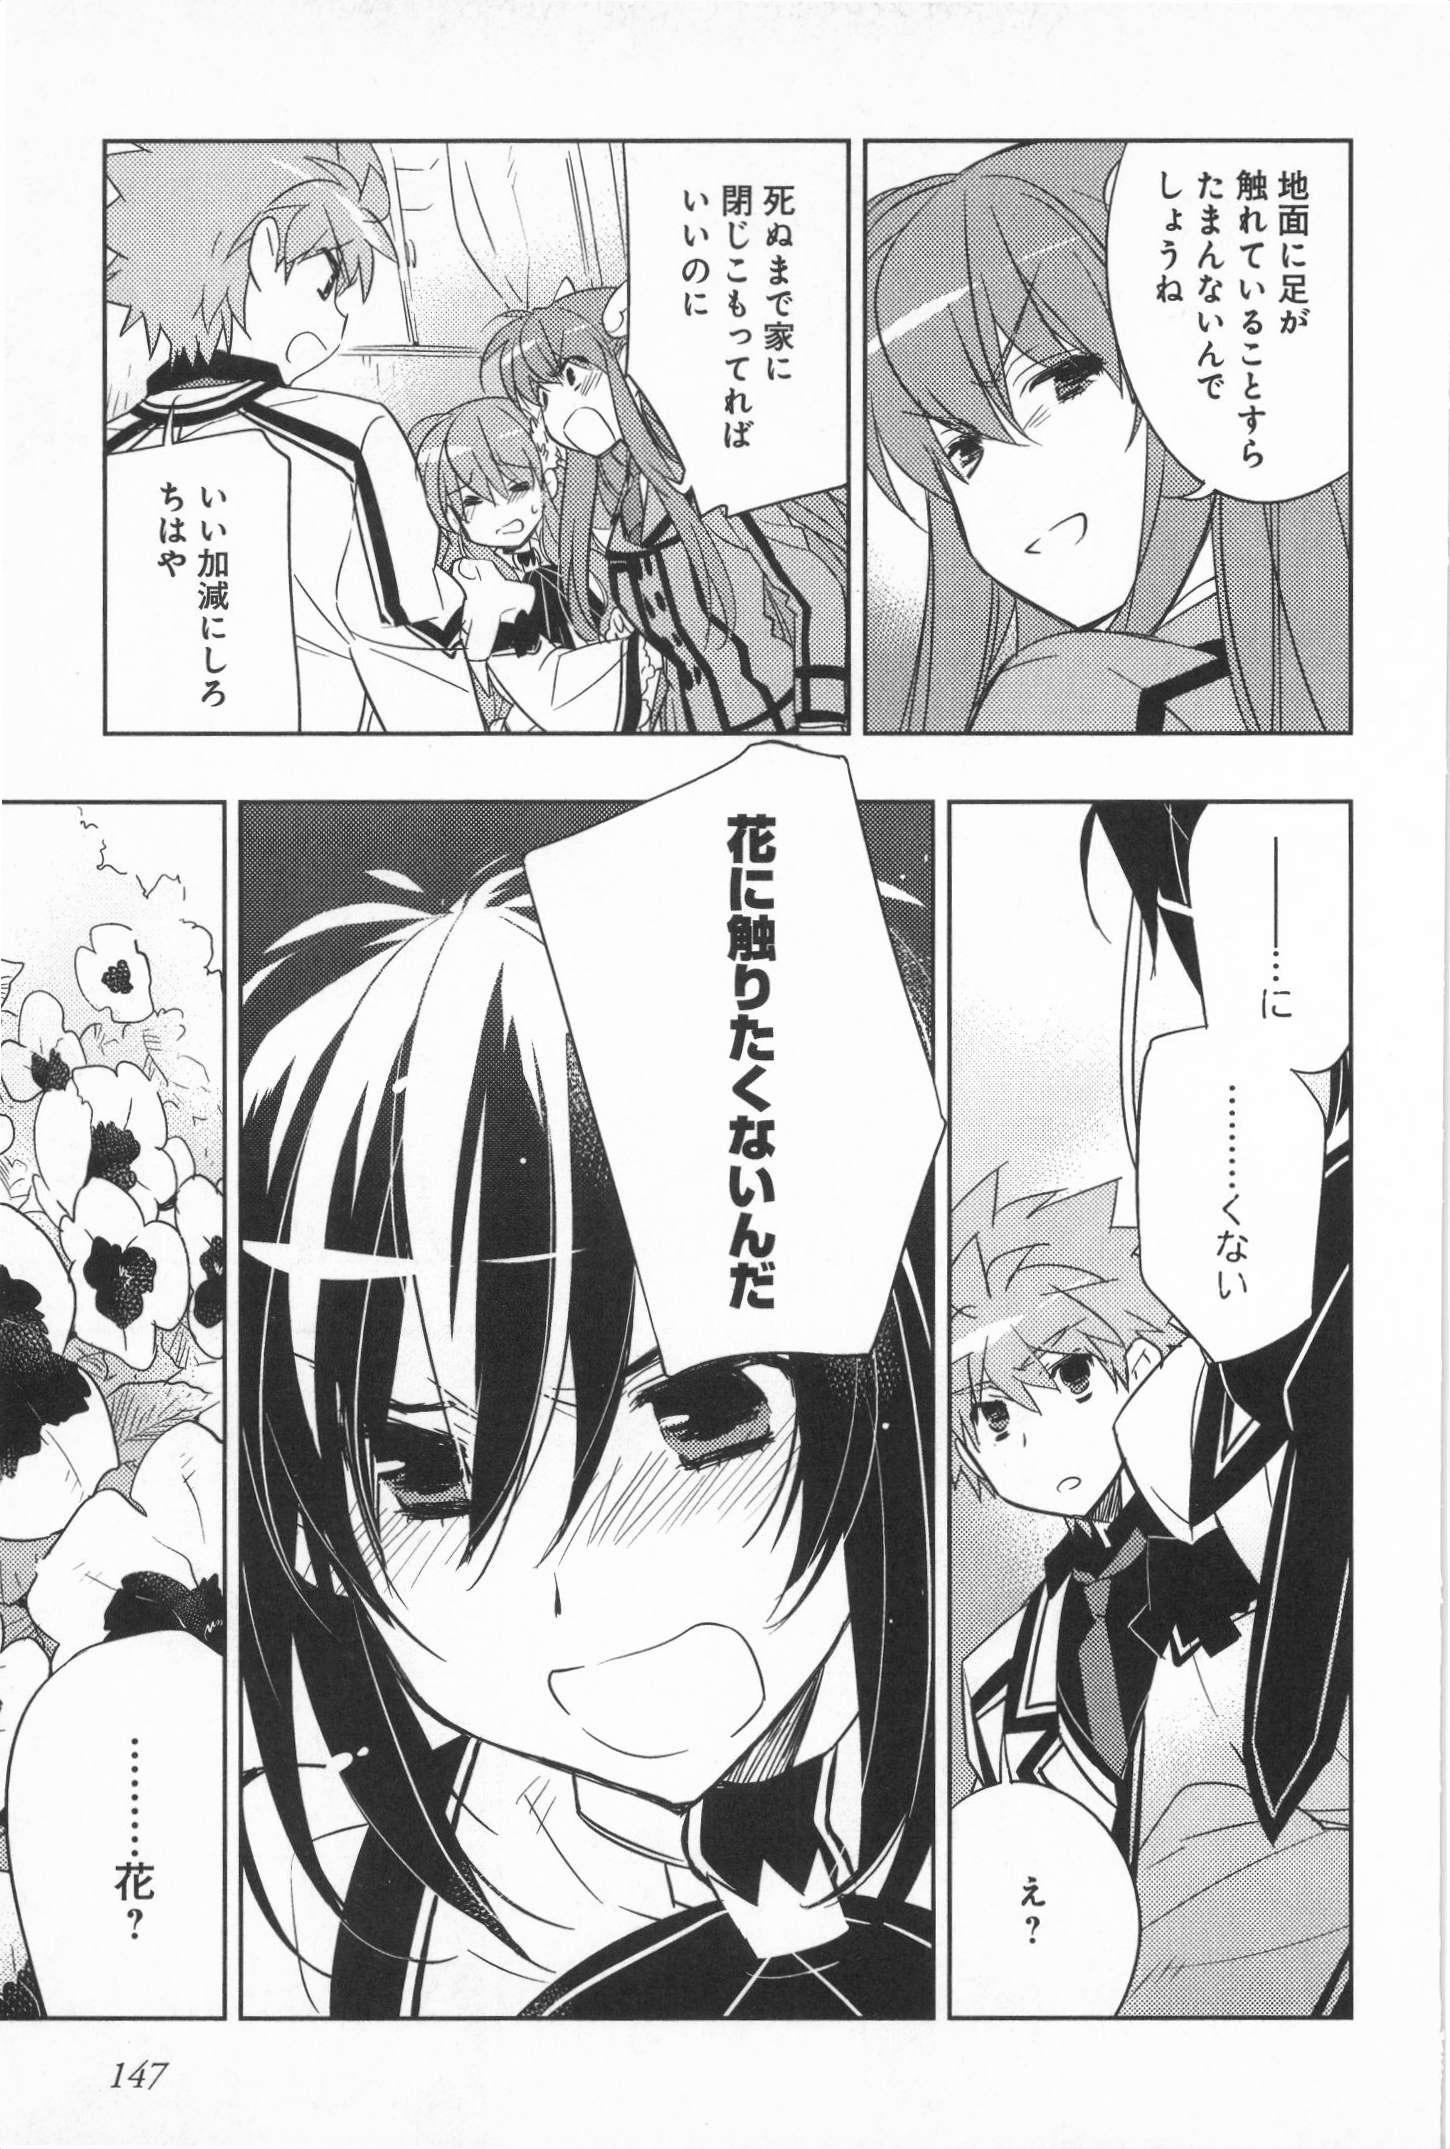 地面に足が
触れていることすら
たまんないんで
しょうね
死ぬまで家に
閉じこもってれば
いいのに
いい加減にしろ
ちはや
――……に
………くない
え?
花に触りたくないんだ
………花?
147